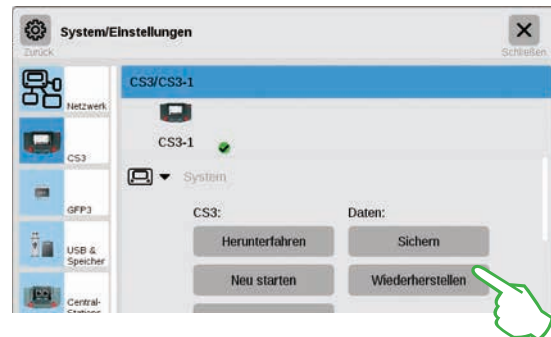 System/Einstellungen
Zurück
Schließen
Netzwerk
CS3
GFP3
USB &
Speicher
Central-
Stations
CS3/CS3-1
CS3-1
System
CS3:
Daten:
Herunterfahren
Sichern
Neu starten
Wiederherstellen